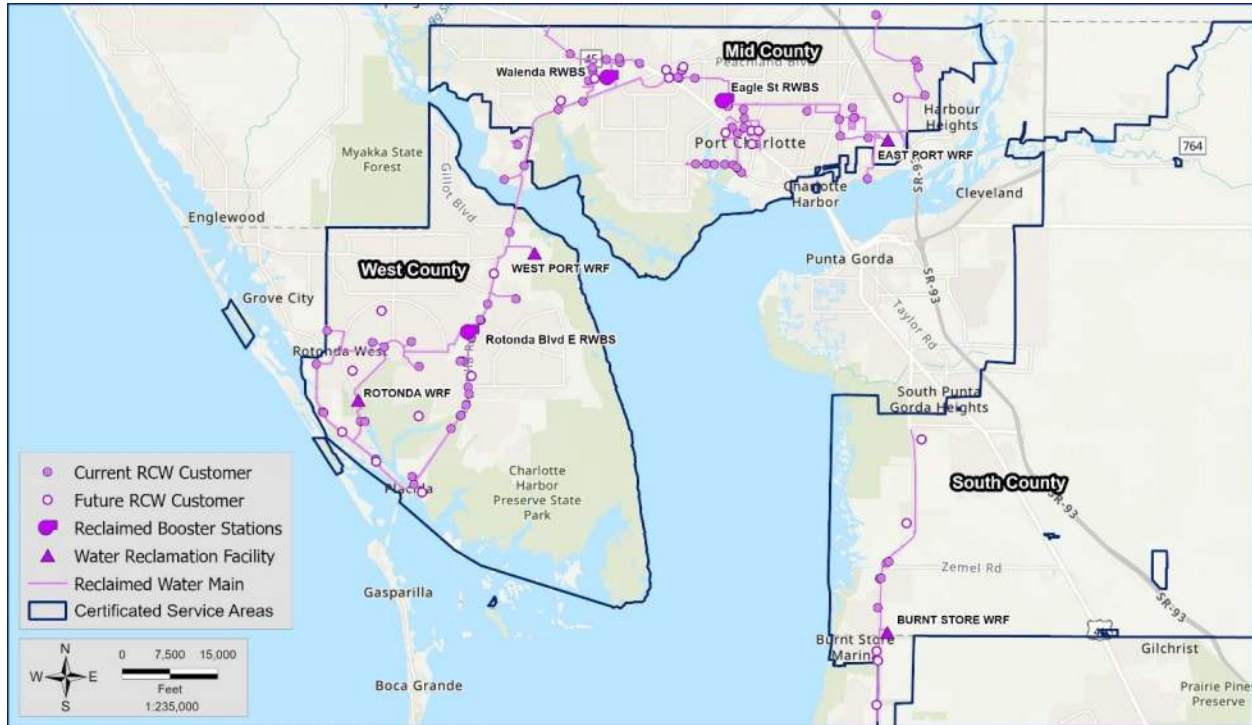 45
Mid County
Peachland Blvd
Walenda RWBS
Eagle St RWBS
Harbour
Heights
Port Charlotte
EAST PORT WRF
764
Myakka State
Forest
Gillot Blvd
SR-93
Charlotte
Harbor
Cleveland
Englewood
West County
WEST PORT WRF
Punta Gorda
SR-93
Grove City
Taylor Rd
Rotonda West
Rotonda Blvd E RWBS
ROTONDA WRF
South Punta
Gorda Heights
Placida
Charlotte
Harbor
Preserve State
Park
South County
SR-93
Zemel Rd
Gasparilla
SR-93
BURNT STORE WRF
Burnt Store
Marina
Gilchrist
Boca Grande
Prairie Pines
Preserve
Current RCW Customer
Future RCW Customer
Reclaimed Booster Stations
Water Reclamation Facility
Reclaimed Water Main
Certificated Service Areas
N
W E
S
0 7,500 15,000
Feet
1:235,000